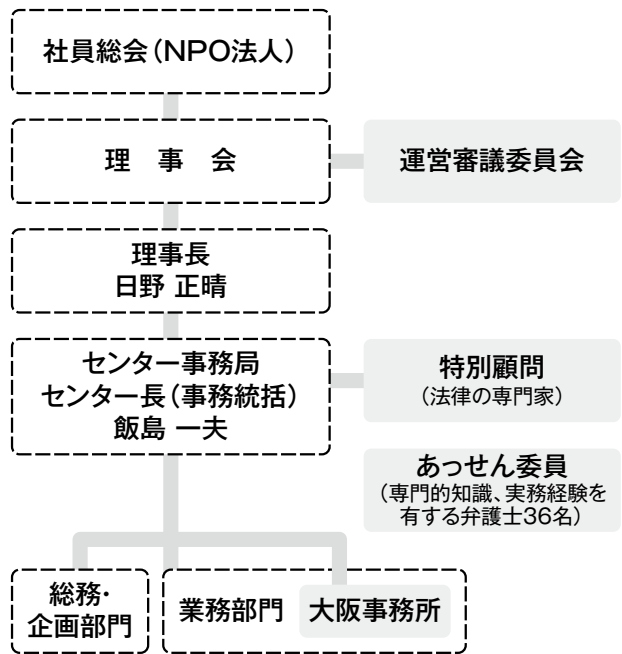 社員総会（NPO法人）
理　事　会
運営審議委員会
理事長
日野 正晴
センター事務局
センター長（事務統括）
飯島 一夫
特別顧問
（法律の専門家）
あっせん委員
（専門的知識、実務経験を
有する弁護士36名）
総務・
企画部門
業務部門
大阪事務所